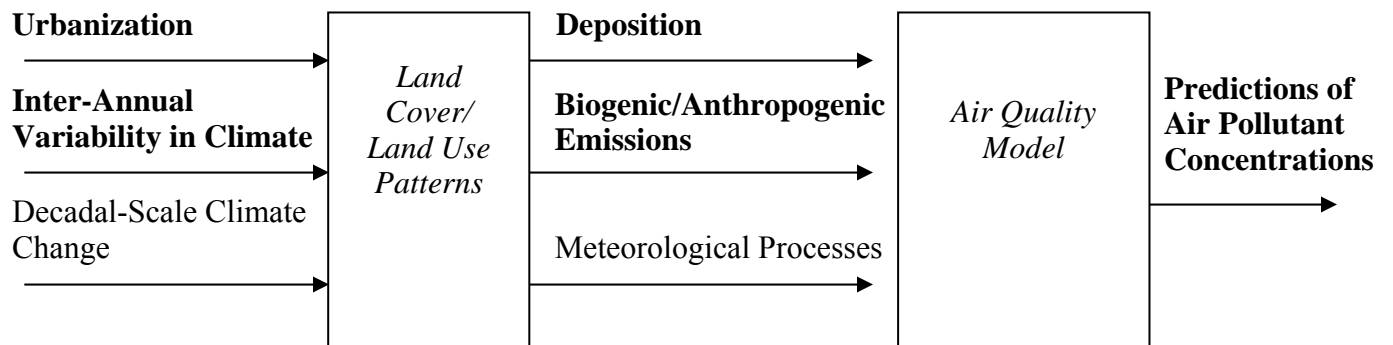 Urbanization
Inter-Annual
Variability in Climate
Decadal-Scale Climate
Change
Land
Cover/
Land Use
Patterns
Deposition
Biogenic/Anthropogenic
Emissions
Meteorological Processes
Air Quality
Model
Predictions of
Air Pollutant
Concentrations